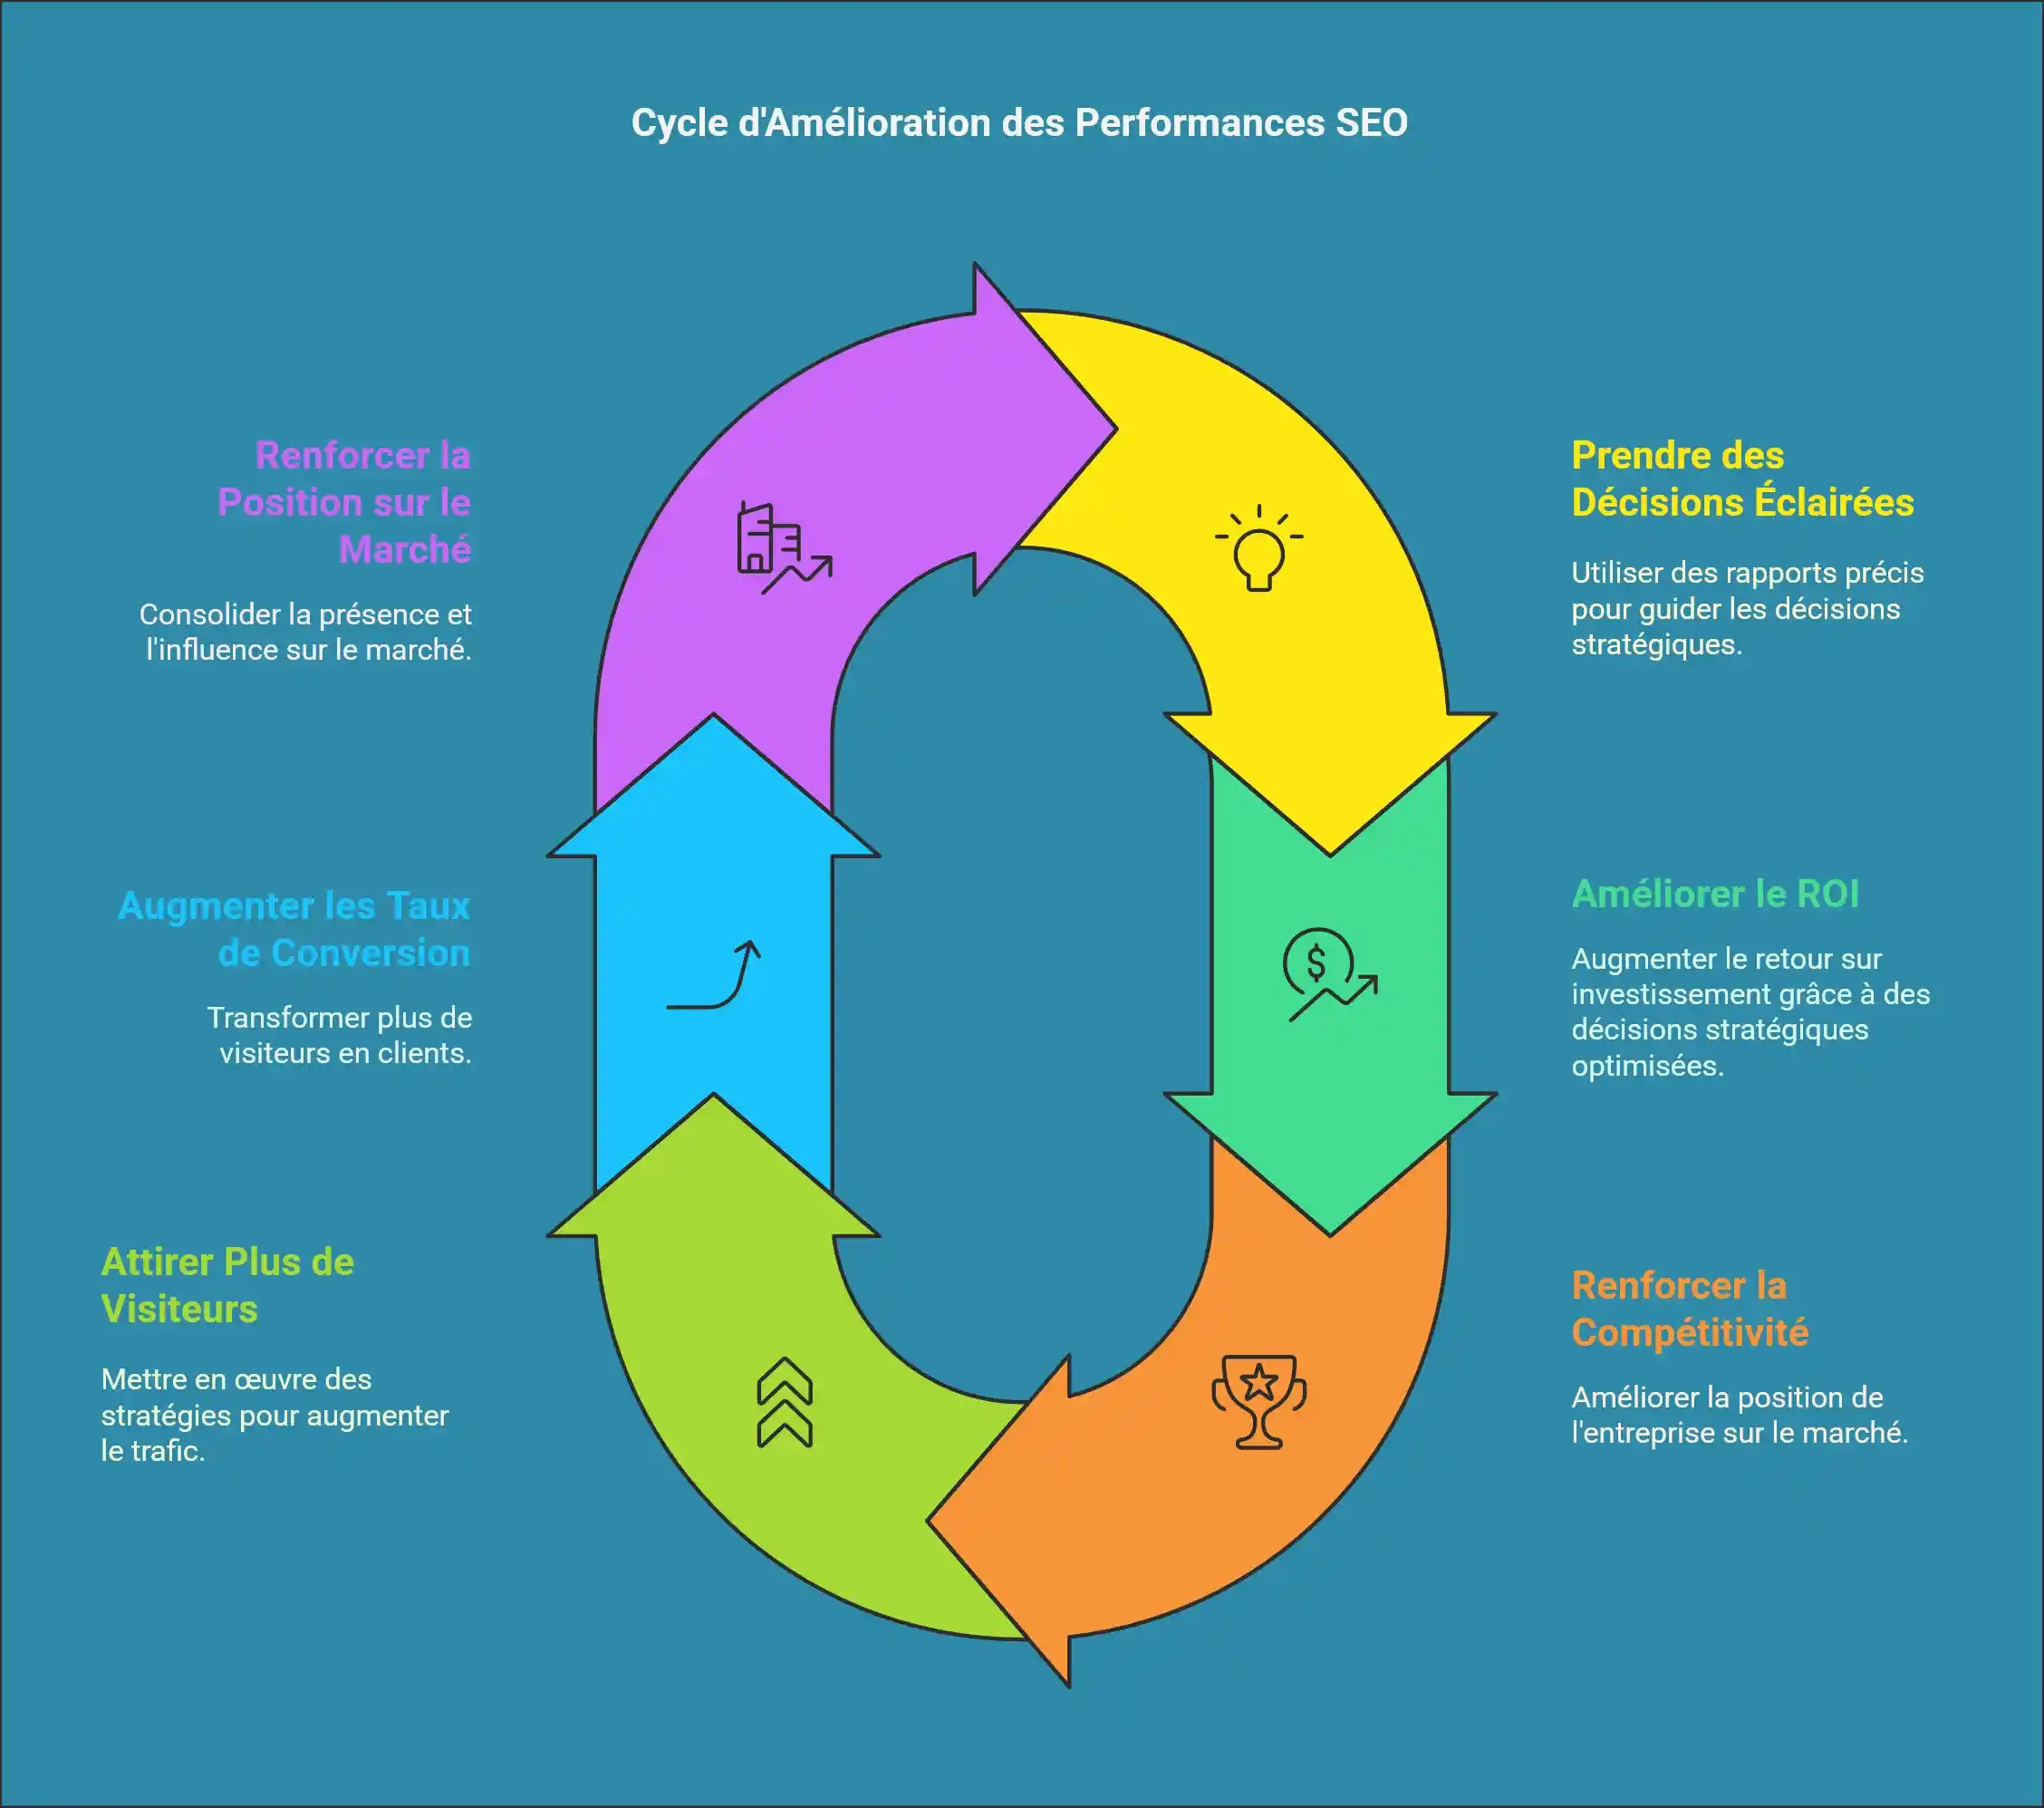 Cycle d'Amélioration des Performances SEO
Renforcer la
Position sur le
Marché
Consolider la présence et
l'influence sur le marché.
Prendre des
Décisions Éclairées
Utiliser des rapports précis
pour guider les décisions
stratégiques.
Augmenter les Taux
de Conversion
Transformer plus de
visiteurs en clients.
Améliorer le ROI
Augmenter le retour sur
investissement grâce à des
décisions stratégiques
optimisées.
$
Attirer Plus de
Visiteurs
Mettre en œuvre des
stratégies pour augmenter
le trafic.
Renforcer la
Compétitivité
Améliorer la position de
l'entreprise sur le marché.